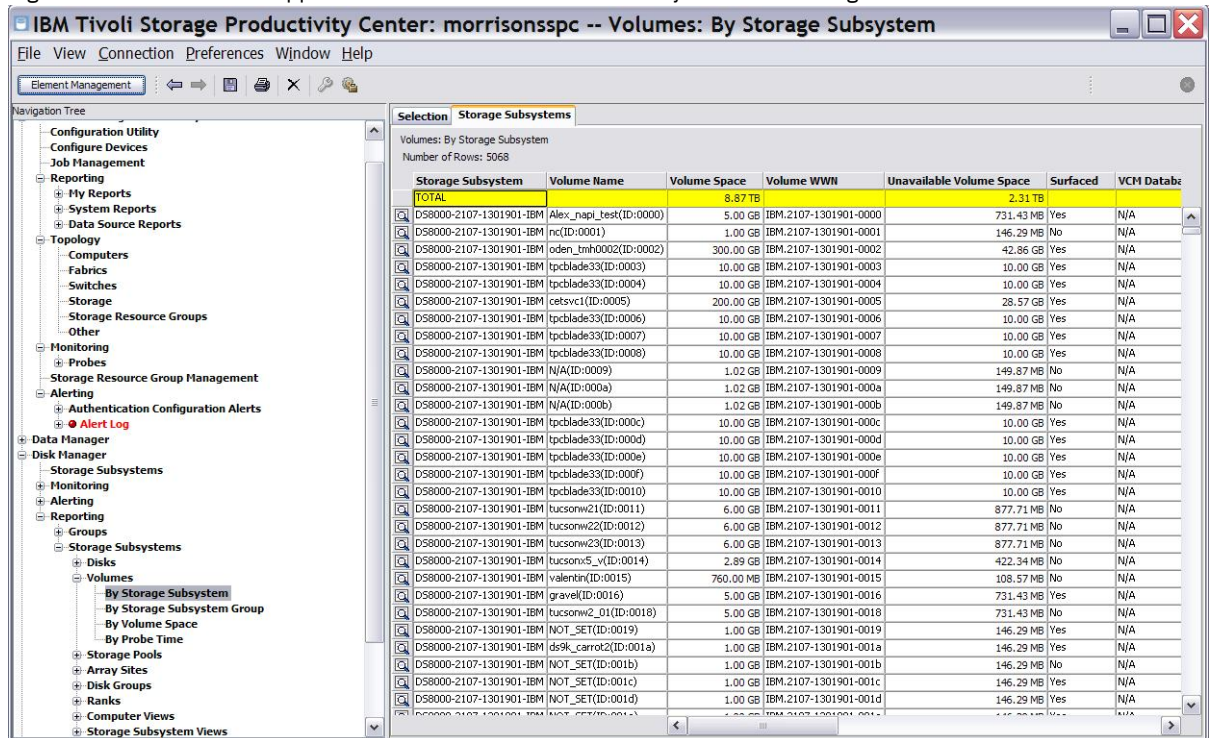 IBM Tivoli Storage Productivity Center: morrisonsspc -- Volumes: By Storage Subsystem
File View Connection Preferences Window Help
Element Management
Navigation Tree
Configuration Utility
Configure Devices
Job Management
Reporting
My Reports
System Reports
Data Source Reports
Topology
Computers
Fabrics
Switches
Storage
Storage Resource Groups
Other
Monitoring
Probes
Storage Resource Group Management
Alerting
Authentication Configuration Alerts
Alert Log
Data Manager
Disk Manager
Storage Subsystems
Monitoring
Alerting
Reporting
Groups
Storage Subsystems
Disks
Volumes
By Storage Subsystem
By Storage Subsystem Group
By Volume Space
By Probe Time
Storage Pools
Array Sites
Disk Groups
Ranks
Computer Views
Storage Subsystem Views
Selection Storage Subsystems
Volumes: By Storage Subsystem
Number of Rows: 5068
Storage Subsystem Volume Name Volume Space Volume WWN Unavailable Volume Space Surfaced VCM Databa
TOTAL 8.87 TB 2.31 TB
DS8000-2107-1301901-IBM Alex_napi_test(ID:0000) 5.00 GB IBM.2107-1301901-0000 731.43 MB Yes N/A
DS8000-2107-1301901-IBM nc(ID:0001) 1.00 GB IBM.2107-1301901-0001 146.29 MB No N/A
DS8000-2107-1301901-IBM oden_tmh0002(ID:0002) 300.00 GB IBM.2107-1301901-0002 42.86 GB Yes N/A
DS8000-2107-1301901-IBM tpcblade33(ID:0003) 10.00 GB IBM.2107-1301901-0003 10.00 GB Yes N/A
DS8000-2107-1301901-IBM tpcblade33(ID:0004) 10.00 GB IBM.2107-1301901-0004 10.00 GB Yes N/A
DS8000-2107-1301901-IBM cetsvc1(ID:0005) 200.00 GB IBM.2107-1301901-0005 28.57 GB Yes N/A
DS8000-2107-1301901-IBM tpcblade33(ID:0006) 10.00 GB IBM.2107-1301901-0006 10.00 GB Yes N/A
DS8000-2107-1301901-IBM tpcblade33(ID:0007) 10.00 GB IBM.2107-1301901-0007 10.00 GB Yes N/A
DS8000-2107-1301901-IBM tpcblade33(ID:0008) 10.00 GB IBM.2107-1301901-0008 10.00 GB Yes N/A
DS8000-2107-1301901-IBM N/A(ID:0009) 1.02 GB IBM.2107-1301901-0009 149.87 MB No N/A
DS8000-2107-1301901-IBM N/A(ID:000a) 1.02 GB IBM.2107-1301901-000a 149.87 MB No N/A
DS8000-2107-1301901-IBM N/A(ID:000b) 1.02 GB IBM.2107-1301901-000b 149.87 MB No N/A
DS8000-2107-1301901-IBM tpcblade33(ID:000c) 10.00 GB IBM.2107-1301901-000c 10.00 GB Yes N/A
DS8000-2107-1301901-IBM tpcblade33(ID:000d) 10.00 GB IBM.2107-1301901-000d 10.00 GB Yes N/A
DS8000-2107-1301901-IBM tpcblade33(ID:000e) 10.00 GB IBM.2107-1301901-000e 10.00 GB Yes N/A
DS8000-2107-1301901-IBM tpcblade33(ID:000f) 10.00 GB IBM.2107-1301901-000f 10.00 GB Yes N/A
DS8000-2107-1301901-IBM tpcblade33(ID:0010) 10.00 GB IBM.2107-1301901-0010 10.00 GB Yes N/A
DS8000-2107-1301901-IBM tucsonw21(ID:0011) 6.00 GB IBM.2107-1301901-0011 877.71 MB No N/A
DS8000-2107-1301901-IBM tucsonw22(ID:0012) 6.00 GB IBM.2107-1301901-0012 877.71 MB No N/A
DS8000-2107-1301901-IBM tucsonw23(ID:0013) 6.00 GB IBM.2107-1301901-0013 877.71 MB No N/A
DS8000-2107-1301901-IBM tucsonx5_v(ID:0014) 2.89 GB IBM.2107-1301901-0014 422.34 MB No N/A
DS8000-2107-1301901-IBM valentin(ID:0015) 760.00 MB IBM.2107-1301901-0015 108.57 MB No N/A
DS8000-2107-1301901-IBM gravel(ID:0016) 5.00 GB IBM.2107-1301901-0016 731.43 MB Yes N/A
DS8000-2107-1301901-IBM tucsonw2_01(ID:0018) 5.00 GB IBM.2107-1301901-0018 731.43 MB No N/A
DS8000-2107-1301901-IBM NOT_SET(ID:0019) 1.00 GB IBM.2107-1301901-0019 146.29 MB Yes N/A
DS8000-2107-1301901-IBM ds9k_carrot2(ID:001a) 1.00 GB IBM.2107-1301901-001a 146.29 MB Yes N/A
DS8000-2107-1301901-IBM NOT_SET(ID:001b) 1.00 GB IBM.2107-1301901-001b 146.29 MB No N/A
DS8000-2107-1301901-IBM NOT_SET(ID:001c) 1.00 GB IBM.2107-1301901-001c 146.29 MB Yes N/A
DS8000-2107-1301901-IBM NOT_SET(ID:001d) 1.00 GB IBM.2107-1301901-001d 146.29 MB Yes N/A